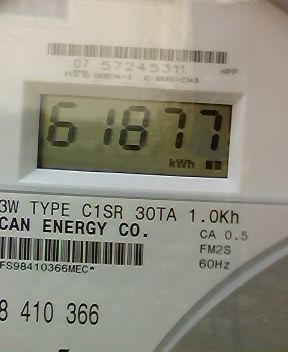 07 57245311
61877
kWh
3W TYPE C1SR 30TA 1.0Kh
CAN ENERGY CO.
CA 0.5
FM2S
60Hz
FS98410366MEC*
8 410 366